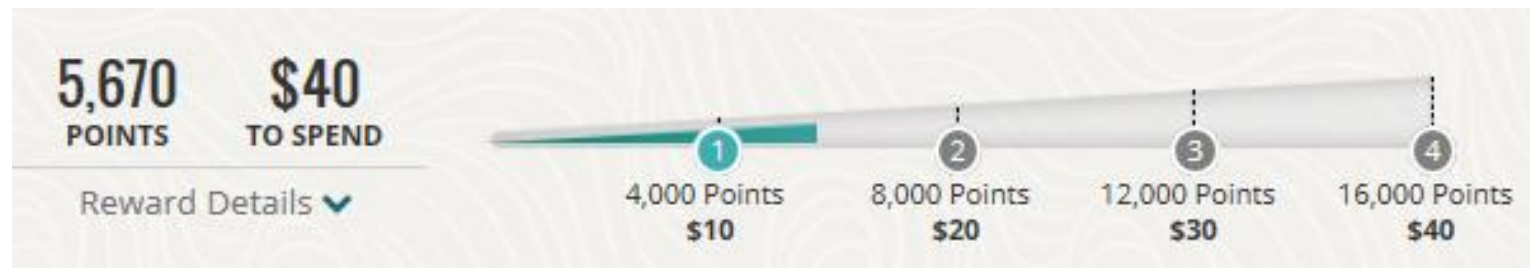 5,670 $40
POINTS TO SPEND
Reward Details
1 2 3 4
4,000 Points 8,000 Points 12,000 Points 16,000 Points
$10 $20 $30 $40